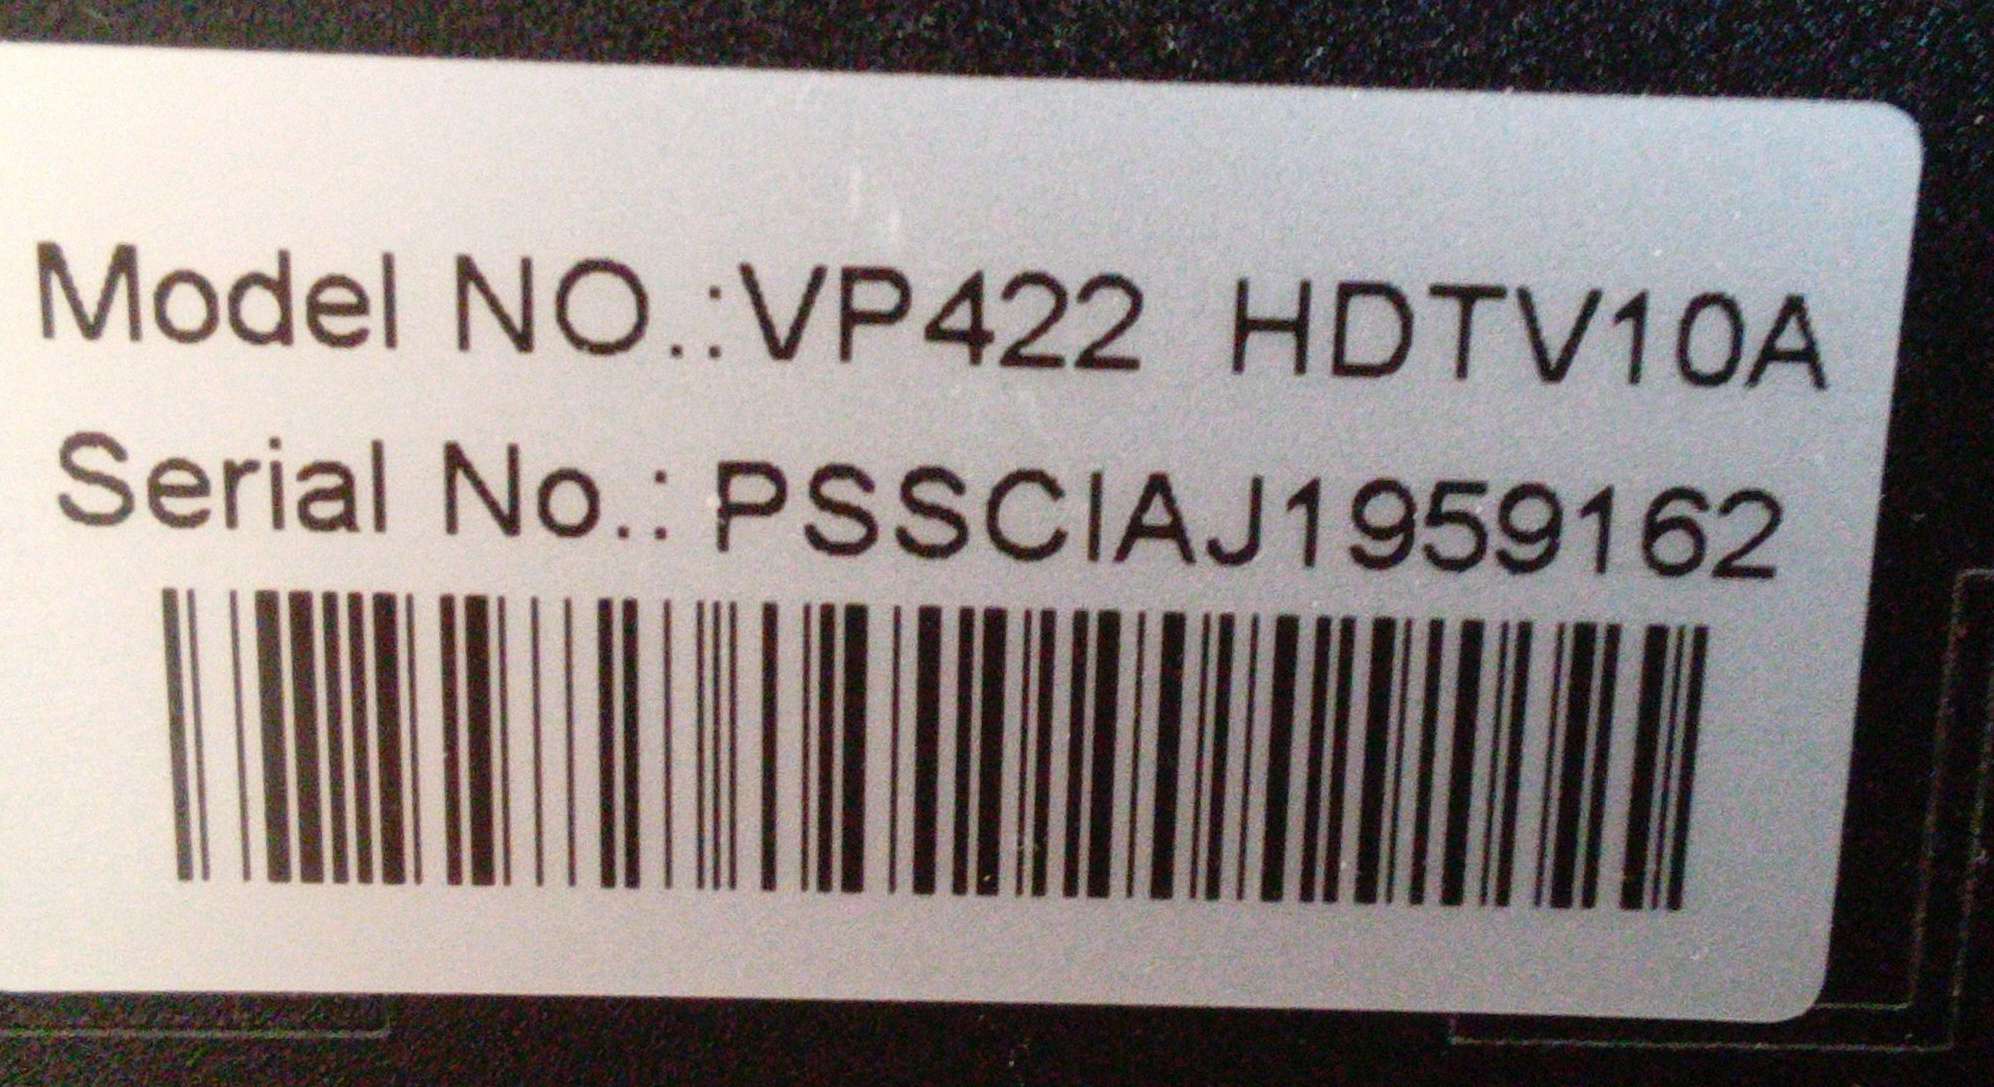 Model NO.:VP422 HDTV10A
Serial No.: PSSCIAJ1959162